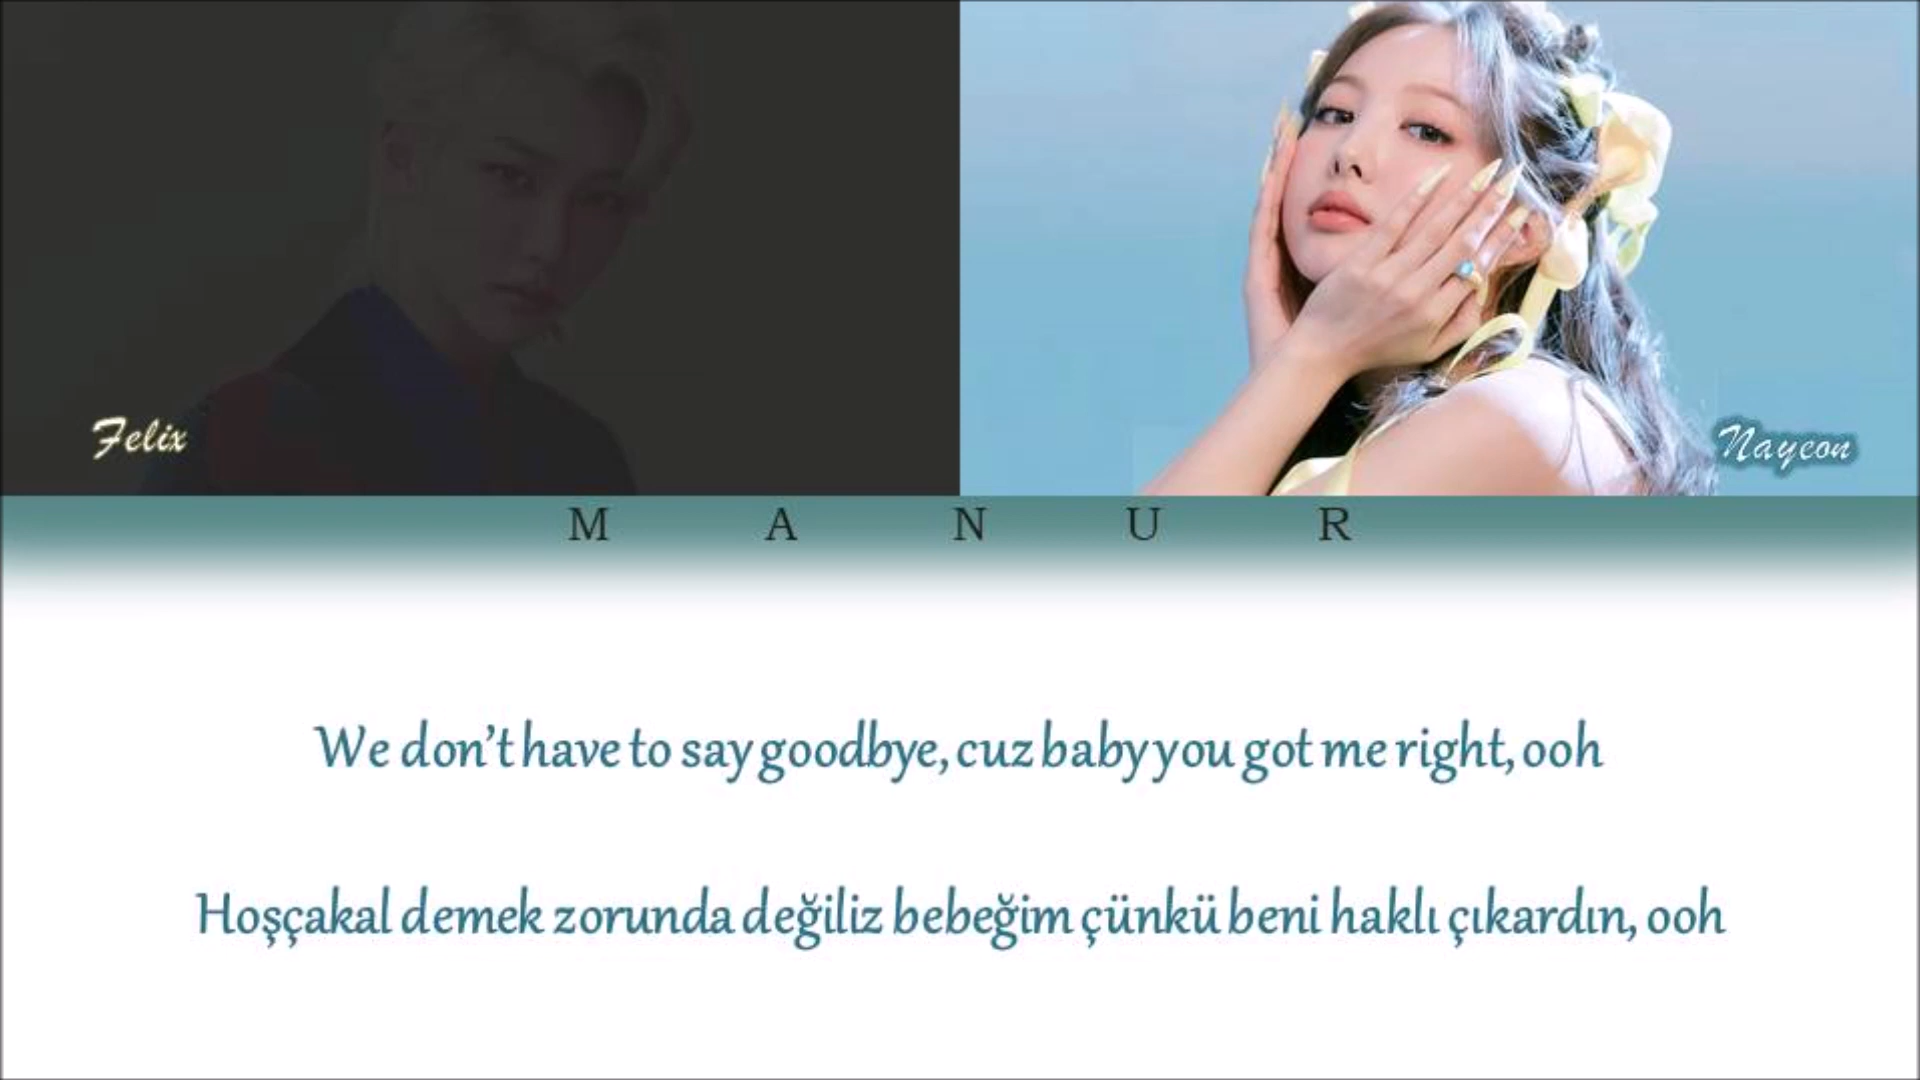 Felix
Nayeon
M A N U R
We don't have to say goodbye, cuz baby you got me right, ooh
Hoşçakal demek zorunda değiliz bebeğim çünkü beni haklı çıkardın, ooh